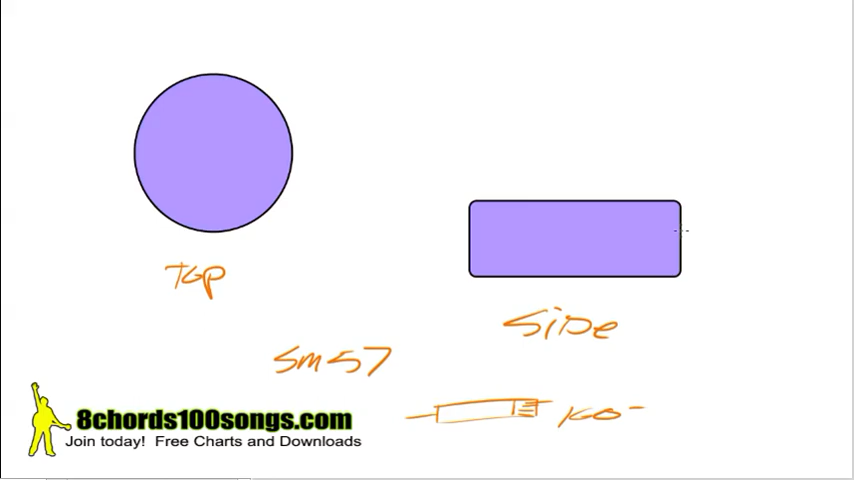 Top
Side
Sm57
8chords100songs.com
Join today! Free Charts and Downloads